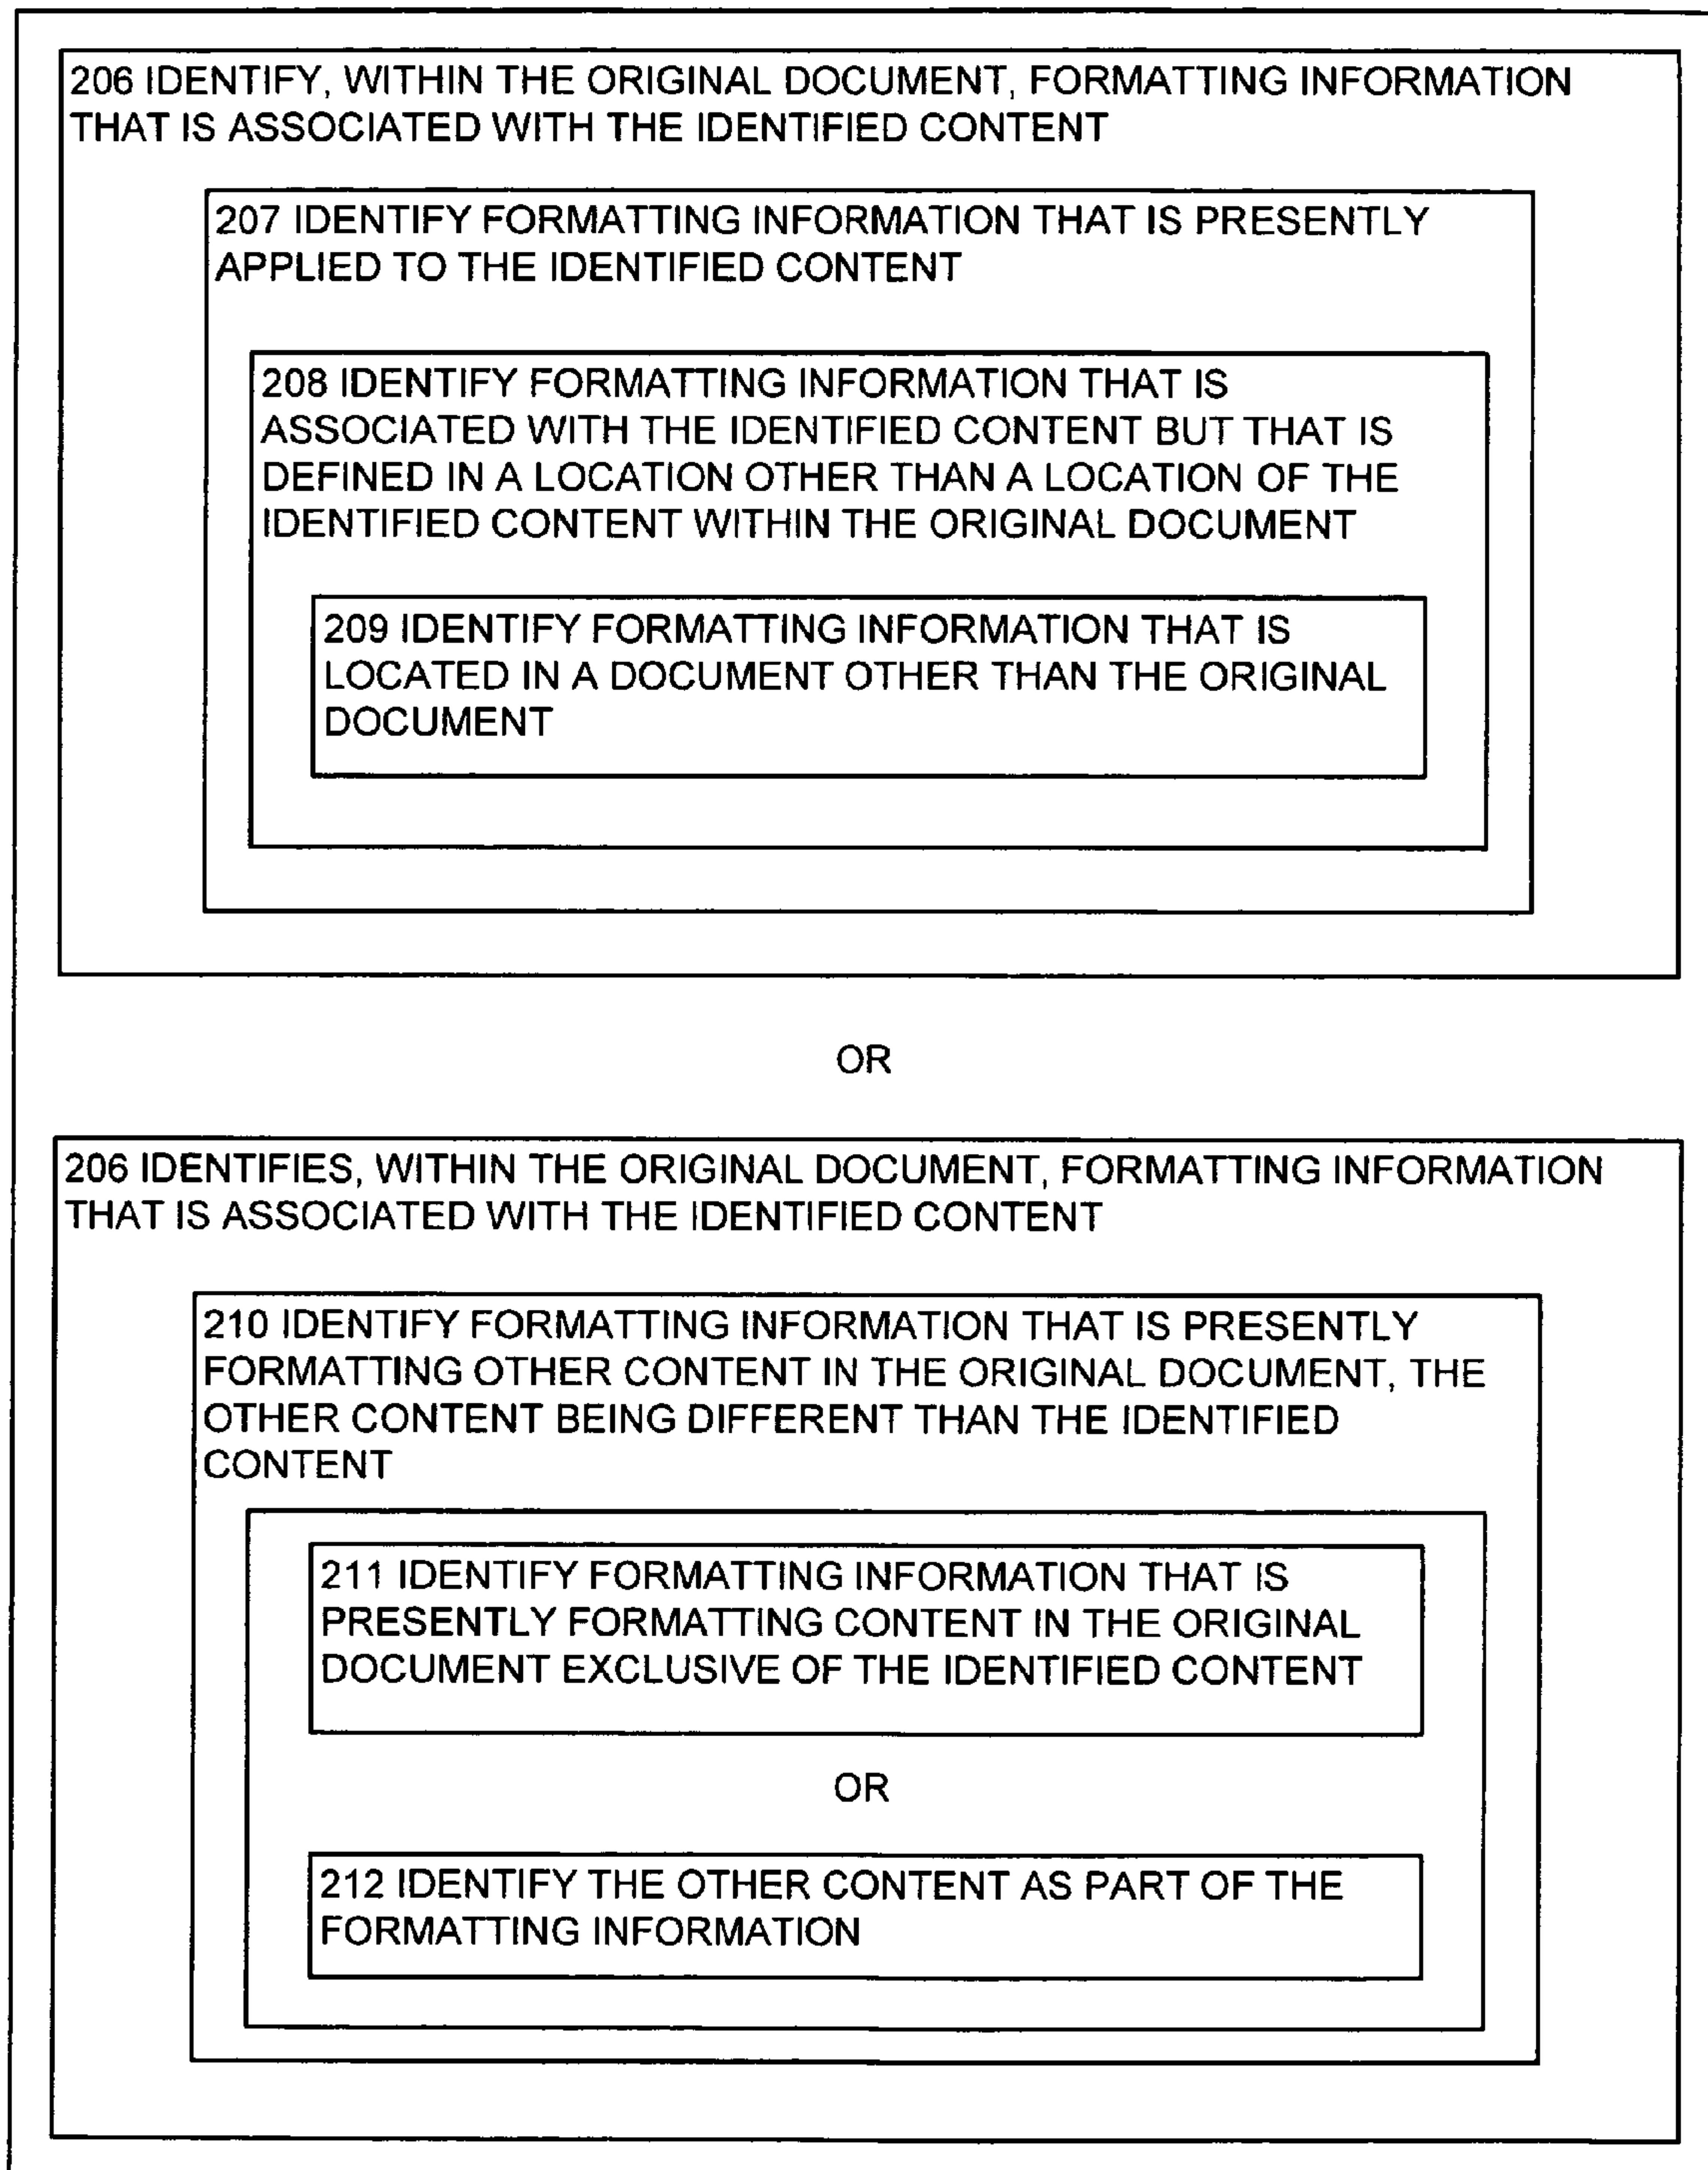 206 IDENTIFY, WITHIN THE ORIGINAL DOCUMENT, FORMATTING INFORMATION
THAT IS ASSOCIATED WITH THE IDENTIFIED CONTENT
207 IDENTIFY FORMATTING INFORMATION THAT IS PRESENTLY
APPLIED TO THE IDENTIFIED CONTENT
208 IDENTIFY FORMATTING INFORMATION THAT IS
ASSOCIATED WITH THE IDENTIFIED CONTENT BUT THAT IS
DEFINED IN A LOCATION OTHER THAN A LOCATION OF THE
IDENTIFIED CONTENT WITHIN THE ORIGINAL DOCUMENT
209 IDENTIFY FORMATTING INFORMATION THAT IS
LOCATED IN A DOCUMENT OTHER THAN THE ORIGINAL
DOCUMENT
OR
206 IDENTIFIES, WITHIN THE ORIGINAL DOCUMENT, FORMATTING INFORMATION
THAT IS ASSOCIATED WITH THE IDENTIFIED CONTENT
210 IDENTIFY FORMATTING INFORMATION THAT IS PRESENTLY
FORMATTING OTHER CONTENT IN THE ORIGINAL DOCUMENT, THE
OTHER CONTENT BEING DIFFERENT THAN THE IDENTIFIED
CONTENT
211 IDENTIFY FORMATTING INFORMATION THAT IS
PRESENTLY FORMATTING CONTENT IN THE ORIGINAL
DOCUMENT EXCLUSIVE OF THE IDENTIFIED CONTENT
OR
212 IDENTIFY THE OTHER CONTENT AS PART OF THE
FORMATTING INFORMATION